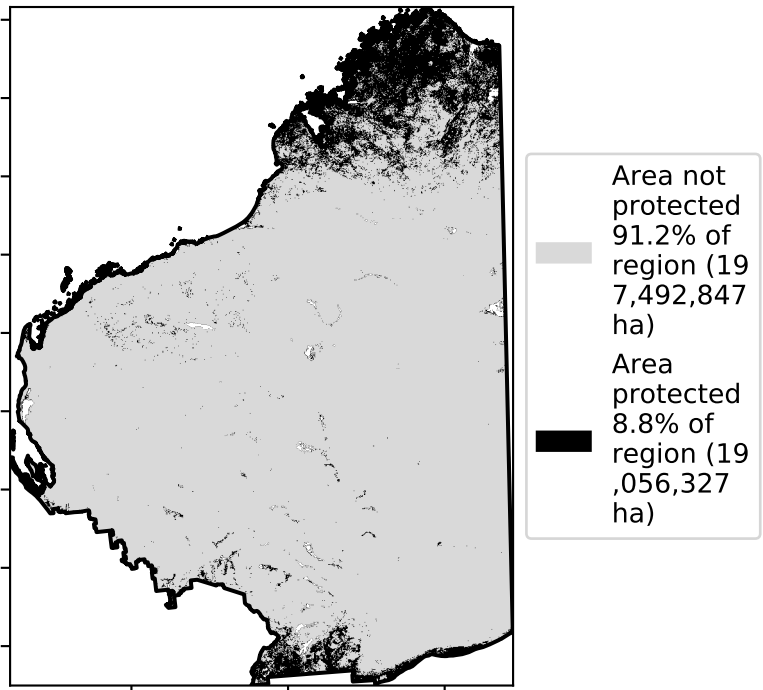 Area not
protected
91.2% of
region (19
7,492,847
ha)
Area
protected
8.8% of
region (19
,056,327
ha)